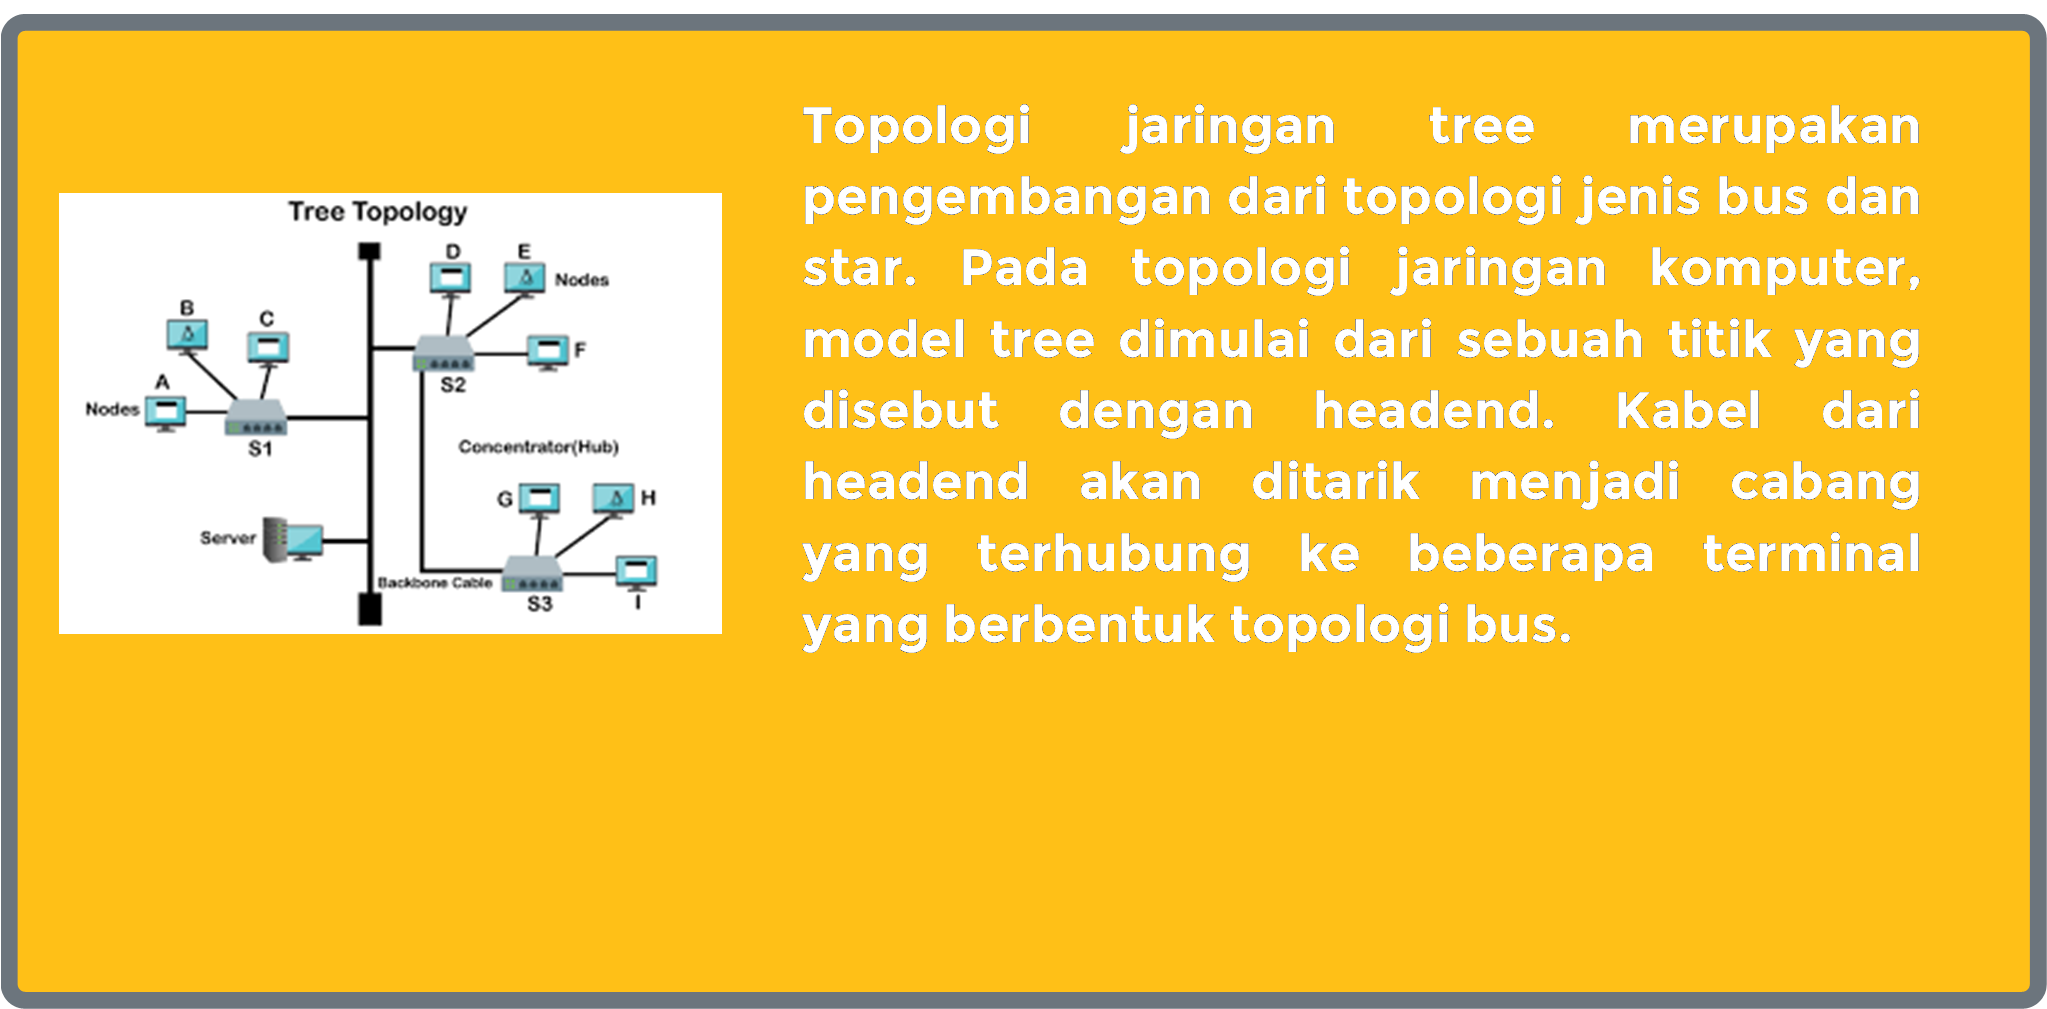 Tree Topology
D
E
Nodes
B
C
F
A
Nodes
S2
S1
Concentrator(Hub)
G
H
Server
Backbone Cable
S3
I
Topologi jaringan tree merupakan
pengembangan dari topologi jenis bus dan
star. Pada topologi jaringan komputer,
model tree dimulai dari sebuah titik yang
disebut dengan headend. Kabel dari
headend akan ditarik menjadi cabang
yang terhubung ke beberapa terminal
yang berbentuk topologi bus.